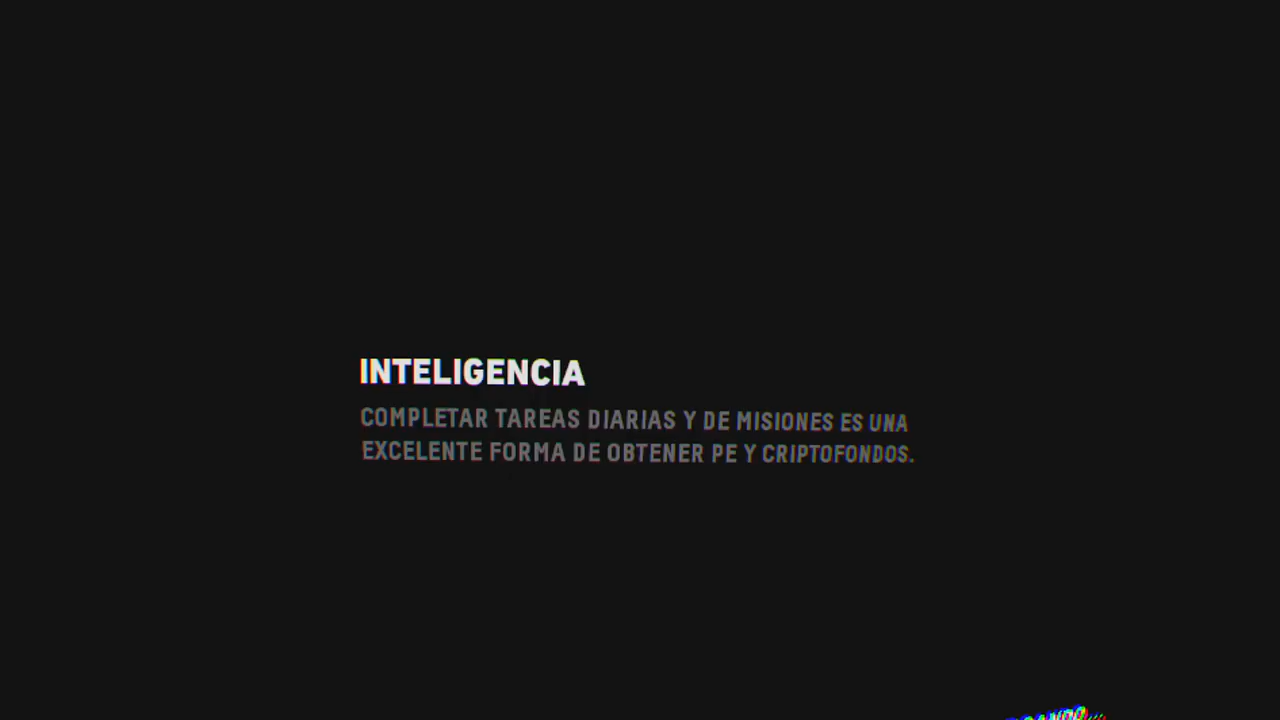 INTELIGENCIA
COMPLETAR TAREAS DIARIAS Y DE MISIONES ES UNA
EXCELENTE FORMA DE OBTENER PE Y CRIPTOFONDOS.